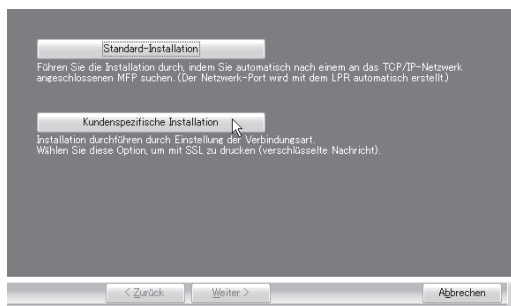 Standard-Installation
Führen Sie die Installation durch, indem Sie automatisch nach einem an das TCP/IP-Netzwerk
angeschlossenen MFP suchen. (Der Netzwerk-Port wird mit dem LPR automatisch erstellt.)
Kundenspezifische Installation
Installation durchführen durch Einstellung der Verbindungsart.
Wählen Sie diese Option, um mit SSL zu drucken (verschlüsselte Nachricht).
< Zurück
Weiter >
Abbrechen